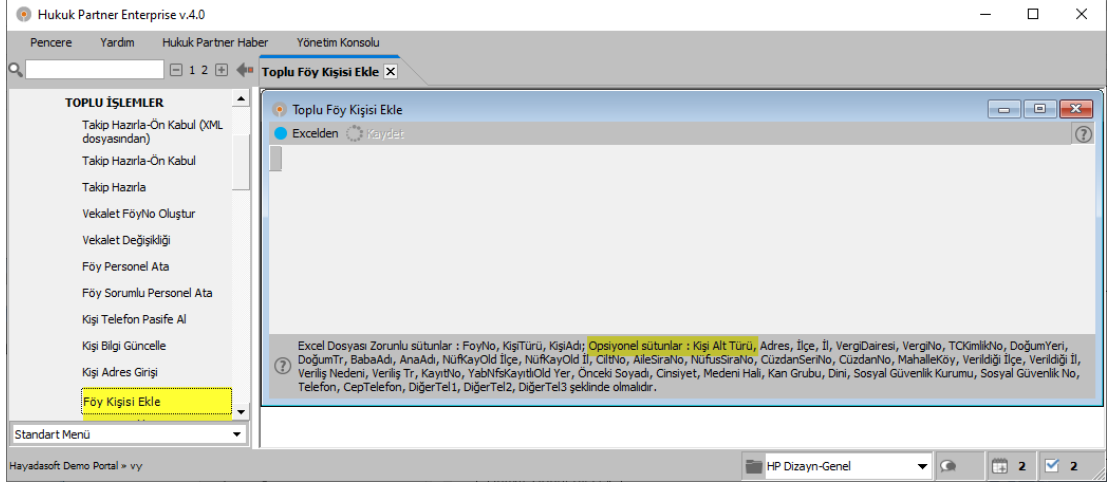 Hukuk Partner Enterprise v.4.0
Pencere Yardım Hukuk Partner Haber Yönetim Konsolu
1 2 Toplu Föy Kişisi Ekle
TOPLU İŞLEMLER
Takip Hazırla-Ön Kabul (XML
dosyasından)
Takip Hazırla-Ön Kabul
Takip Hazırla
Vekalet FöyNo Oluştur
Vekalet Değişikliği
Föy Personel Ata
Föy Sorumlu Personel Ata
Kişi Telefon Pasife Al
Kişi Bilgi Güncelle
Kişi Adres Girişi
Föy Kişisi Ekle
Standart Menü
Toplu Föy Kişisi Ekle
Excelden Kaydet
Excel Dosyası Zorunlu sütunlar : FoyNo, KişiTürü, KişiAdı; Opsiyonel sütunlar : Kişi Alt Türü, Adres, İlçe, İl, VergiDairesi, VergiNo, TCKimlikNo, DoğumYeri,
DoğumTr, BabaAdı, AnaAdı, NüfKayOld İlçe, NüfKayOld İl, CiltNo, AileSiraNo, NüfusSiraNo, CüzdanSeriNo, CüzdanNo, MahalleKöy, Verildiği İlçe, Verildiği İl,
Veriliş Nedeni, Veriliş Tr, KayıtNo, YabNfsKayıtlıOld Yer, Önceki Soyadı, Cinsiyet, Medeni Hali, Kan Grubu, Dini, Sosyal Güvenlik Kurumu, Sosyal Güvenlik No,
Telefon, CepTelefon, DiğerTel1, DiğerTel2, DiğerTel3 şeklinde olmalıdır.
Hayadasoft Demo Portal » vy
HP Dizayn-Genel 2 2